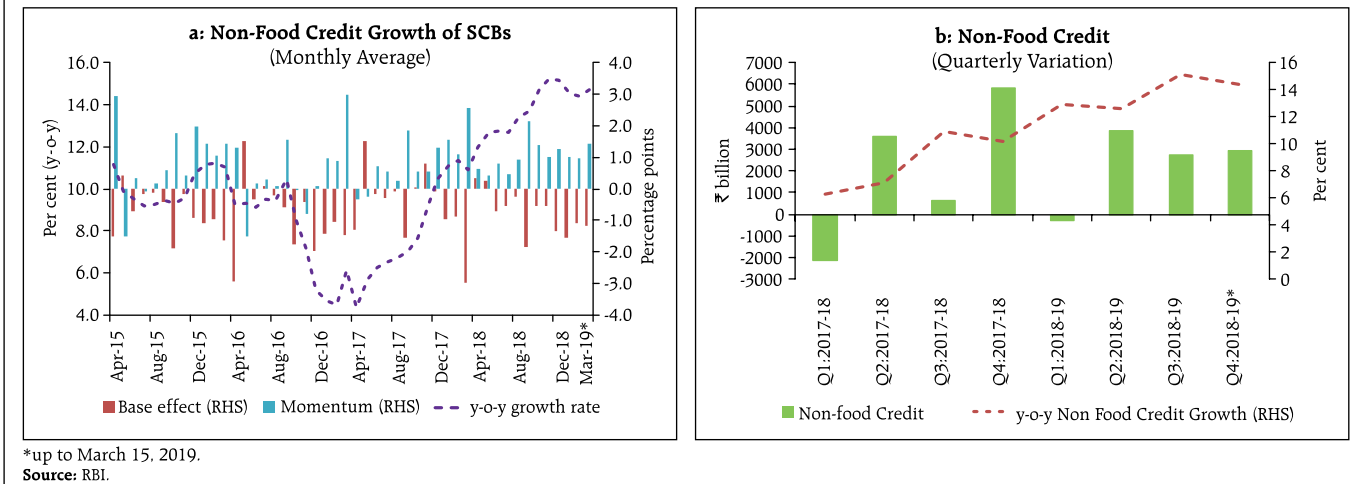 a: Non-Food Credit Growth of SCBs
(Monthly Average)
Per cent (y-o-y)
16.0
14.0
12.0
10.0
8.0
6.0
4.0
4.0
3.0
2.0
1.0
0.0
-1.0
-2.0
-3.0
-4.0
Percentage points
Apr-15
Aug-15
Dec-15
Apr-16
Aug-16
Dec-16
Apr-17
Aug-17
Dec-17
Apr-18
Aug-18
Dec-18
Mar-19*
Base effect (RHS)
Momentum (RHS)
y-o-y growth rate
b: Non-Food Credit
(Quarterly Variation)
₹ billion
7000
6000
5000
4000
3000
2000
1000
0
-1000
-2000
-3000
16
14
12
10
8
6
4
2
0
Per cent
Q1:2017-18
Q2:2017-18
Q3:2017-18
Q4:2017-18
Q1:2018-19
Q2:2018-19
Q3:2018-19
Q4:2018-19*
Non-food Credit
y-o-y Non Food Credit Growth (RHS)
*up to March 15, 2019.
Source: RBI.